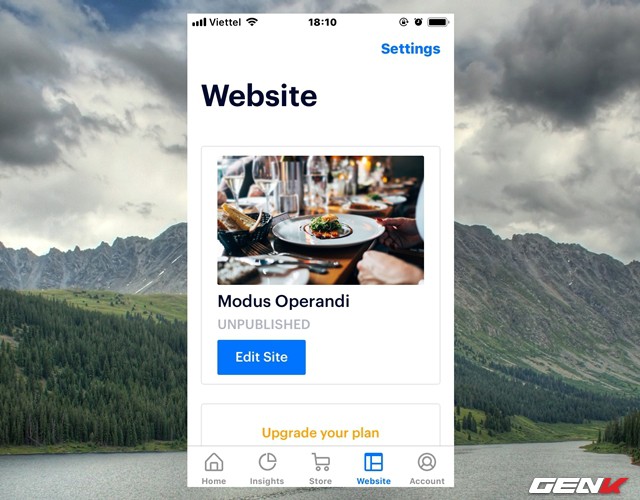 Viettel 18:10
Settings
Website
Modus Operandi
UNPUBLISHED
Edit Site
Upgrade your plan
Home Insights Store Website Account
GENK